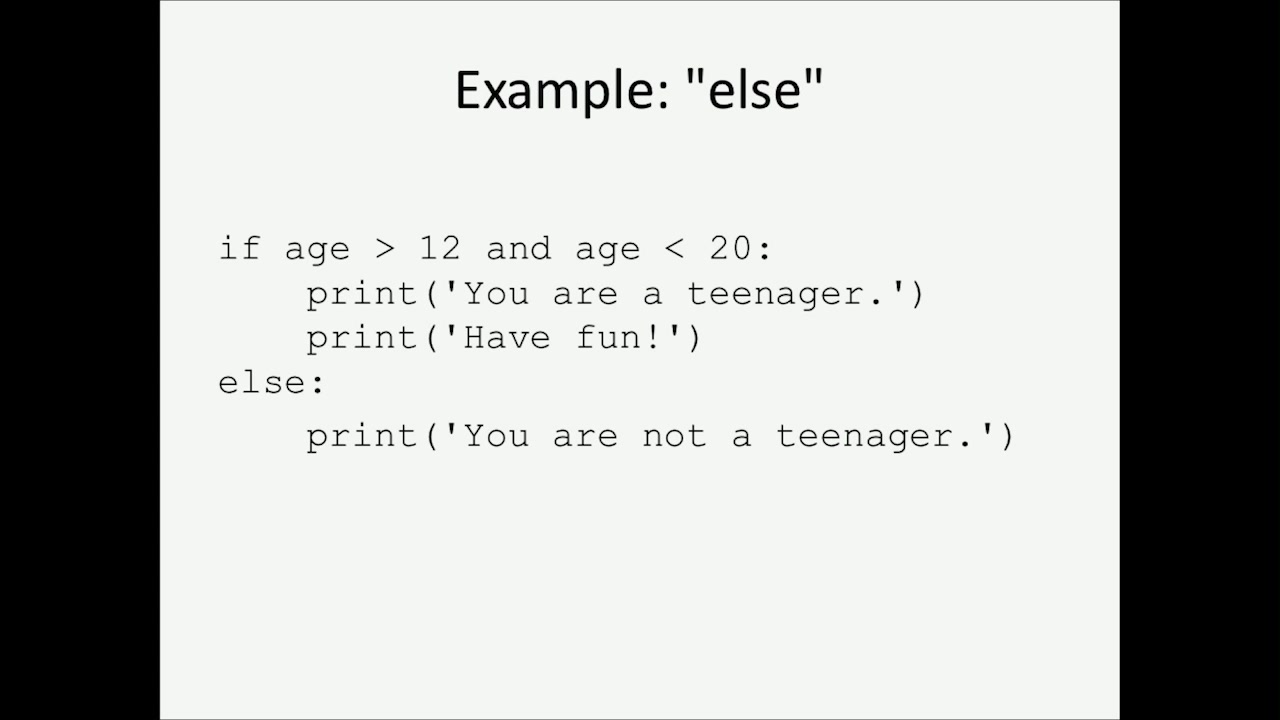 Example: "else"
if age > 12 and age < 20:
    print('You are a teenager.')
    print('Have fun!')
else:
    print('You are not a teenager.')